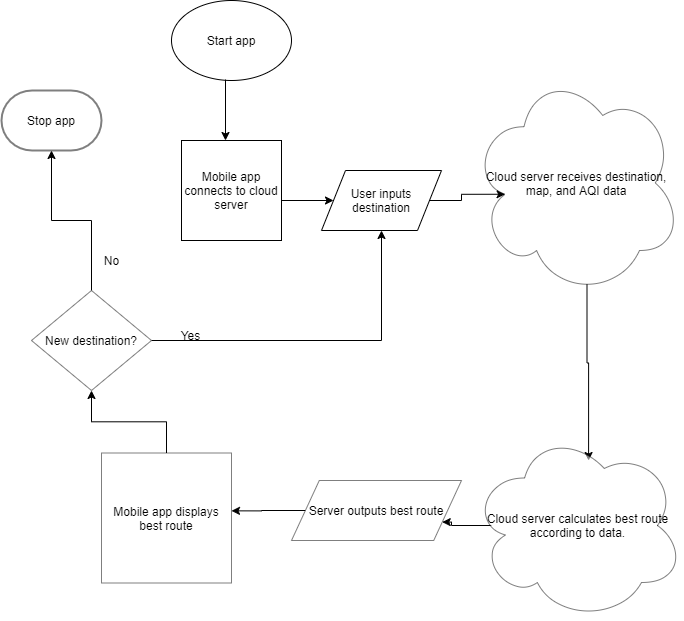 Start app
Stop app
Mobile app
connects to cloud
server
User inputs
destination
Cloud server receives destination,
map, and AQI data
No
New destination?
Yes
Mobile app displays
best route
Server outputs best route
Cloud server calculates best route
according to data.